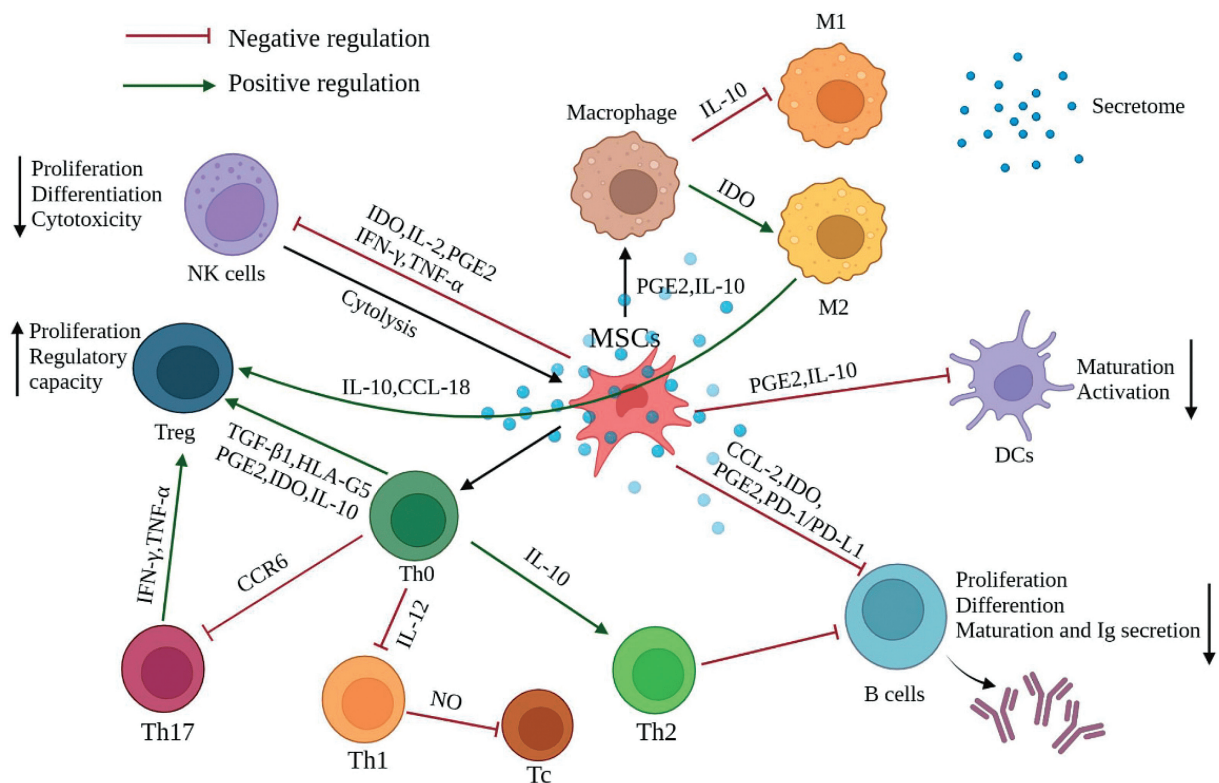 Negative regulation
Positive regulation
M1
Macrophage
IL-10
Secretome
Proliferation
Differentiation
Cytotoxicity
NK cells
IDO,IL-2,PGE2
IFN-γ,TNF-α
Cytolysis
IDO
M2
PGE2,IL-10
MSCs
Proliferation
Regulatory
capacity
Treg
IL-10,CCL-18
PGE2,IL-10
Maturation
Activation
DCs
TGF-β1,HLA-G5
PGE2,IDO,IL-10
CCL-2,IDO,
PGE2,PD-1/PD-L1
IFN-γ,TNF-α
CCR6
Th0
IL-12
IL-10
Proliferation
Differention
Maturation and Ig secretion
B cells
Th17
Th1
NO
Tc
Th2